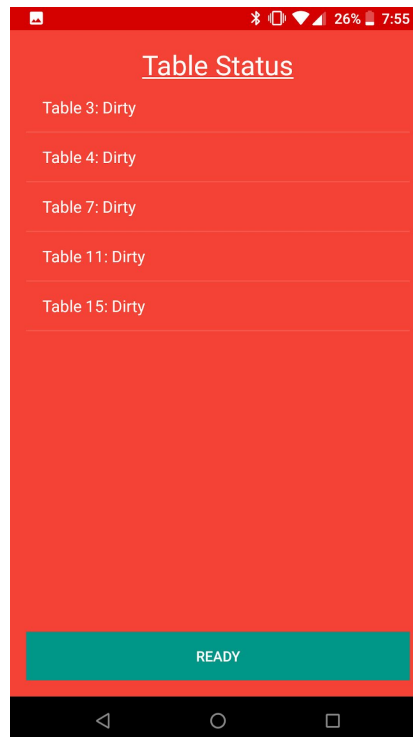 26% 7:55
Table Status
Table 3: Dirty
Table 4: Dirty
Table 7: Dirty
Table 11: Dirty
Table 15: Dirty
READY